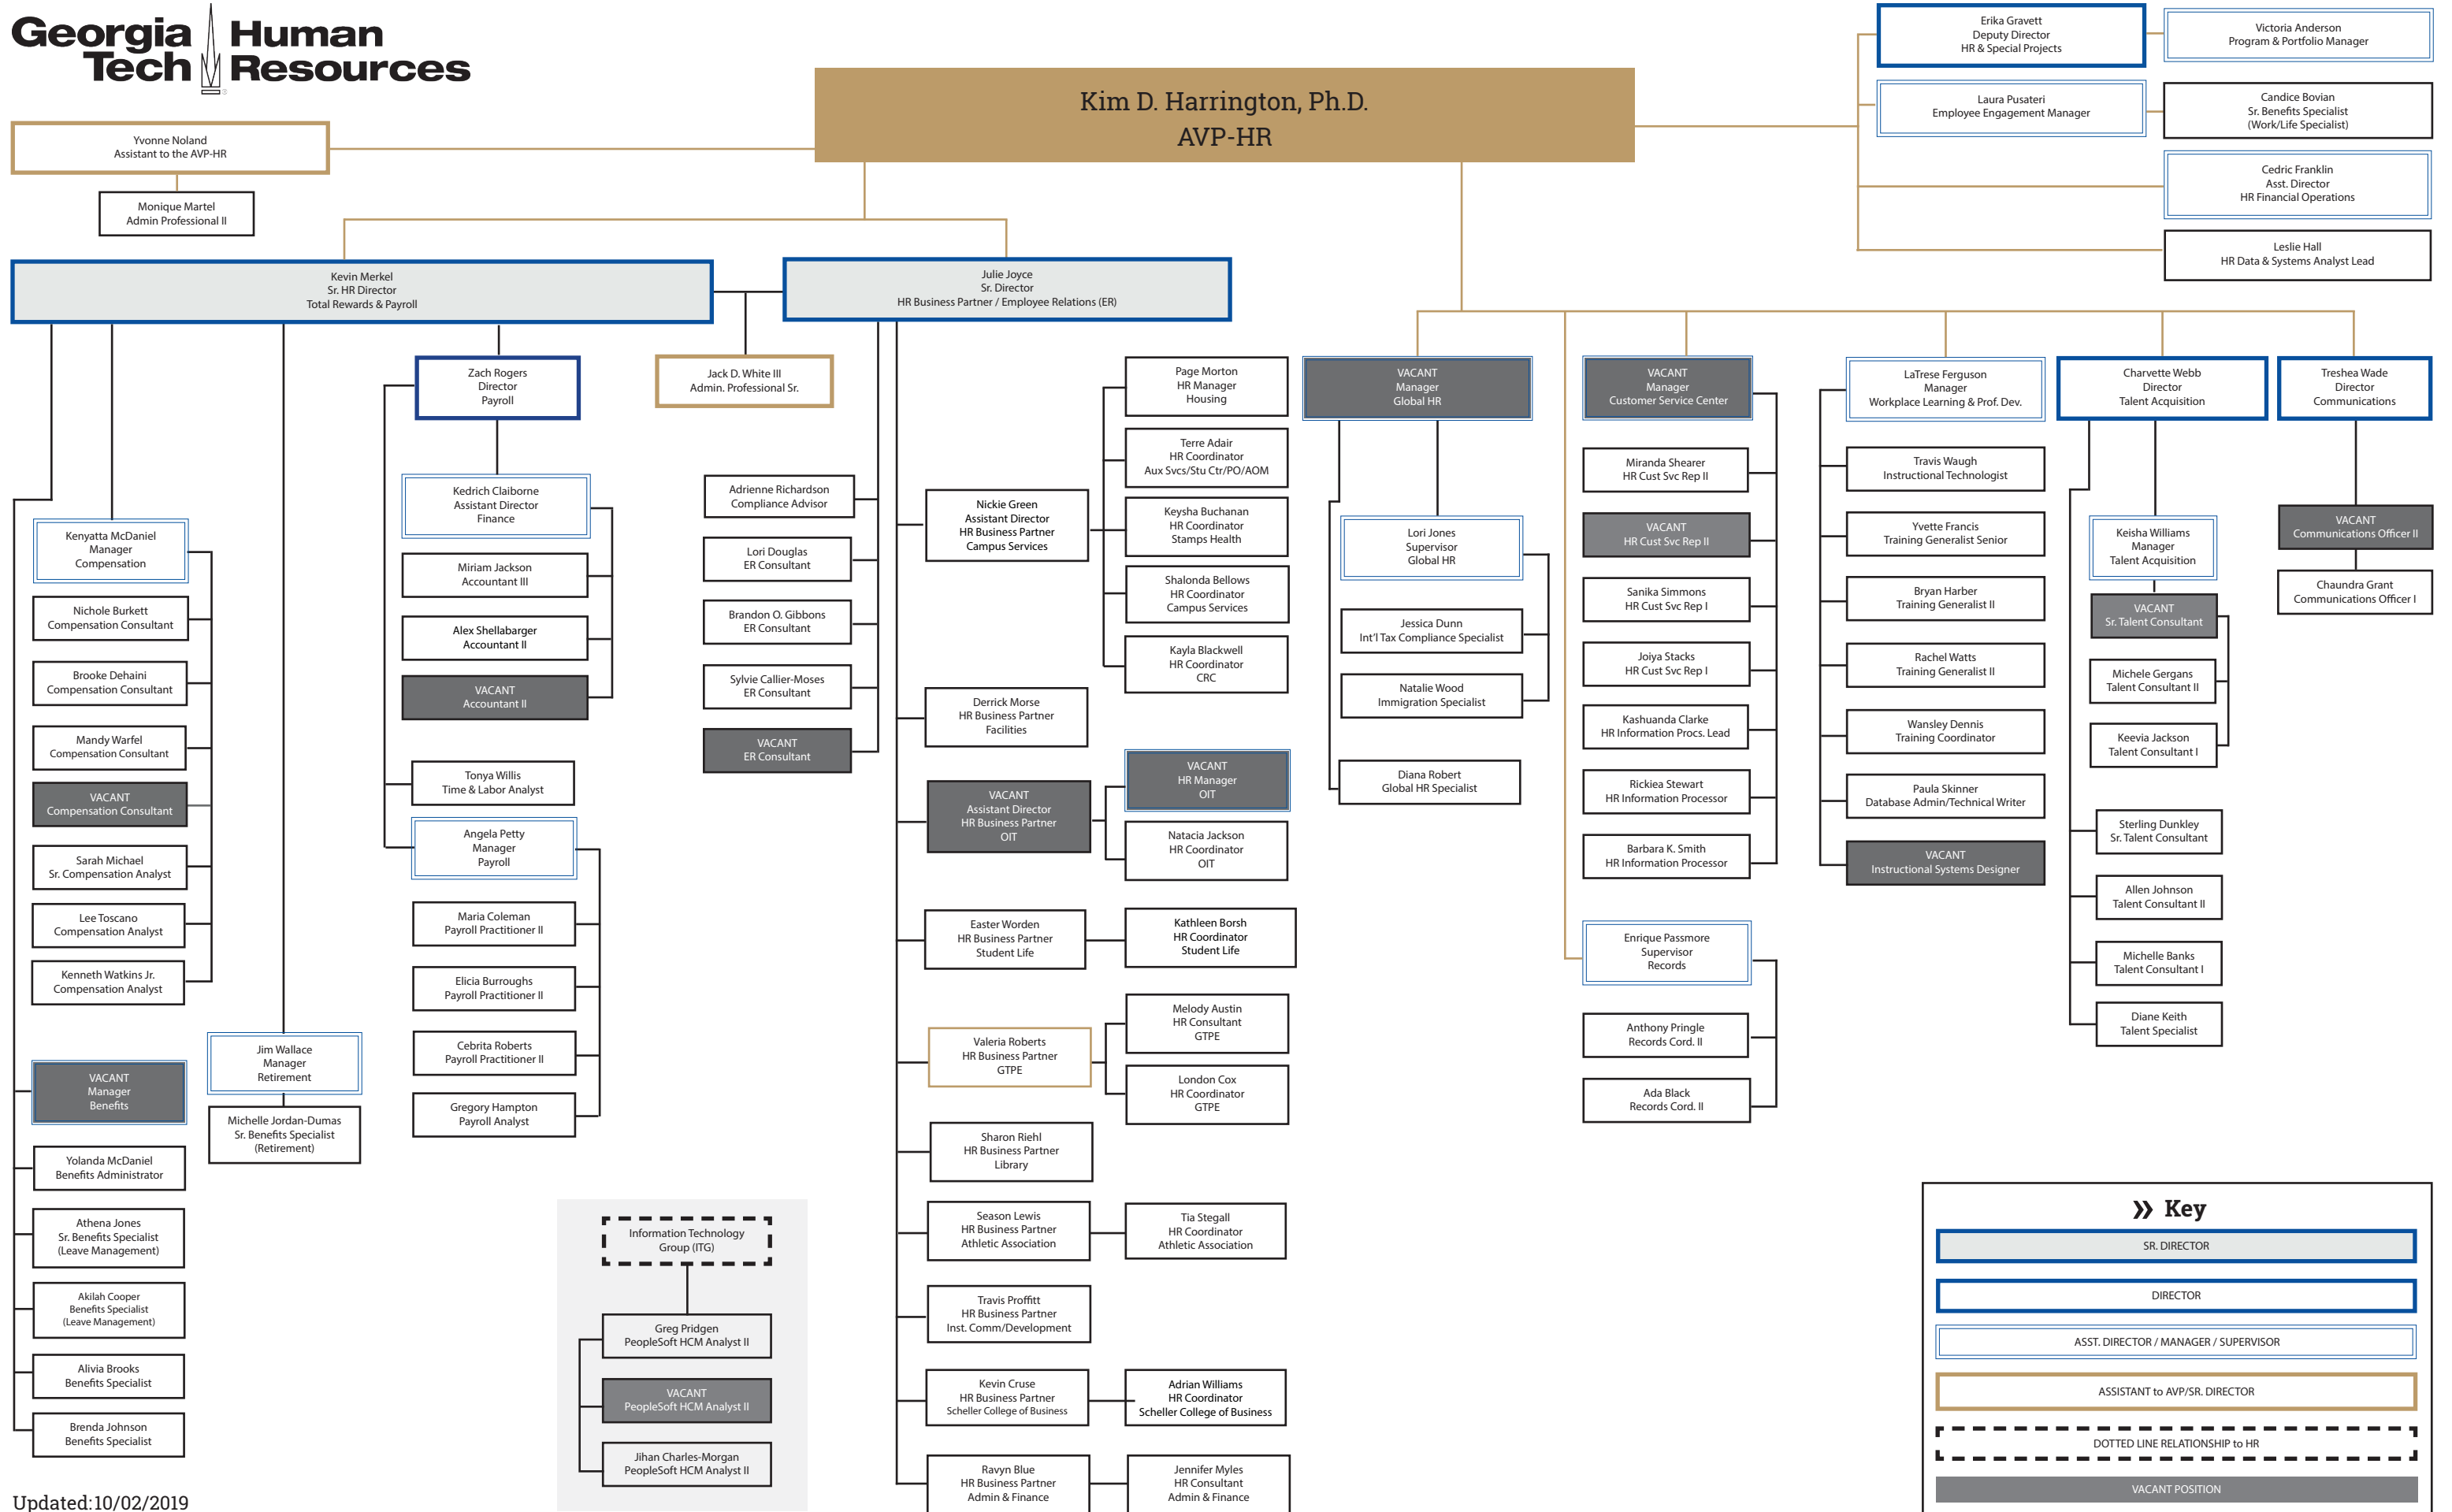 Georgia Tech Human Resources
Kim D. Harrington, Ph.D.
AVP-HR
Yvonne Noland
Assistant to the AVP-HR
Monique Martel
Admin Professional II
Erika Gravett
Deputy Director
HR & Special Projects
Victoria Anderson
Program & Portfolio Manager
Laura Pusateri
Employee Engagement Manager
Candice Bovian
Sr. Benefits Specialist
(Work/Life Specialist)
Cedric Franklin
Asst. Director
HR Financial Operations
Leslie Hall
HR Data & Systems Analyst Lead
Kevin Merkel
Sr. HR Director
Total Rewards & Payroll
Julie Joyce
Sr. Director
HR Business Partner / Employee Relations (ER)
Jack D. White III
Admin. Professional Sr.
Kenyatta McDaniel
Manager
Compensation
Nichole Burkett
Compensation Consultant
Brooke Dehaini
Compensation Consultant
Mandy Warfel
Compensation Consultant
VACANT
Compensation Consultant
Sarah Michael
Sr. Compensation Analyst
Lee Toscano
Compensation Analyst
Kenneth Watkins Jr.
Compensation Analyst
VACANT
Manager
Benefits
Yolanda McDaniel
Benefits Administrator
Athena Jones
Sr. Benefits Specialist
(Leave Management)
Akilah Cooper
Benefits Specialist
(Leave Management)
Alivia Brooks
Benefits Specialist
Brenda Johnson
Benefits Specialist
Jim Wallace
Manager
Retirement
Michelle Jordan-Dumas
Sr. Benefits Specialist
(Retirement)
Zach Rogers
Director
Payroll
Kedrich Claiborne
Assistant Director
Finance
Miriam Jackson
Accountant III
Alex Shellabarger
Accountant II
VACANT
Accountant II
Tonya Willis
Time & Labor Analyst
Angela Petty
Manager
Payroll
Maria Coleman
Payroll Practitioner II
Elicia Burroughs
Payroll Practitioner II
Cebrita Roberts
Payroll Practitioner II
Gregory Hampton
Payroll Analyst
Information Technology
Group (ITG)
Greg Pridgen
PeopleSoft HCM Analyst II
VACANT
PeopleSoft HCM Analyst II
Jihan Charles-Morgan
PeopleSoft HCM Analyst II
Adrienne Richardson
Compliance Advisor
Lori Douglas
ER Consultant
Brandon O. Gibbons
ER Consultant
Sylvie Callier-Moses
ER Consultant
VACANT
ER Consultant
Nickie Green
Assistant Director
HR Business Partner
Campus Services
Page Morton
HR Manager
Housing
Terre Adair
HR Coordinator
Aux Svcs/Stu Ctr/PO/AOM
Keysha Buchanan
HR Coordinator
Stamps Health
Shalonda Bellows
HR Coordinator
Campus Services
Kayla Blackwell
HR Coordinator
CRC
Derrick Morse
HR Business Partner
Facilities
VACANT
Assistant Director
HR Business Partner
OIT
VACANT
HR Manager
OIT
Natacia Jackson
HR Coordinator
OIT
Easter Worden
HR Business Partner
Student Life
Kathleen Borsh
HR Coordinator
Student Life
Valeria Roberts
HR Business Partner
GTPE
Melody Austin
HR Consultant
GTPE
London Cox
HR Coordinator
GTPE
Sharon Riehl
HR Business Partner
Library
Season Lewis
HR Business Partner
Athletic Association
Tia Stegall
HR Coordinator
Athletic Association
Travis Proffitt
HR Business Partner
Inst. Comm/Development
Kevin Cruse
HR Business Partner
Scheller College of Business
Adrian Williams
HR Coordinator
Scheller College of Business
Ravyn Blue
HR Business Partner
Admin & Finance
Jennifer Myles
HR Consultant
Admin & Finance
VACANT
Manager
Global HR
Lori Jones
Supervisor
Global HR
Jessica Dunn
Int'l Tax Compliance Specialist
Natalie Wood
Immigration Specialist
Diana Robert
Global HR Specialist
VACANT
Manager
Customer Service Center
Miranda Shearer
HR Cust Svc Rep II
VACANT
HR Cust Svc Rep II
Sanika Simmons
HR Cust Svc Rep I
Joiya Stacks
HR Cust Svc Rep I
Kashuanda Clarke
HR Information Procs. Lead
Rickiea Stewart
HR Information Processor
Barbara K. Smith
HR Information Processor
Enrique Passmore
Supervisor
Records
Anthony Pringle
Records Cord. II
Ada Black
Records Cord. II
LaTrese Ferguson
Manager
Workplace Learning & Prof. Dev.
Travis Waugh
Instructional Technologist
Yvette Francis
Training Generalist Senior
Bryan Harber
Training Generalist II
Rachel Watts
Training Generalist II
Wansley Dennis
Training Coordinator
Paula Skinner
Database Admin/Technical Writer
VACANT
Instructional Systems Designer
Charvette Webb
Director
Talent Acquisition
Keisha Williams
Manager
Talent Acquisition
VACANT
Sr. Talent Consultant
Michele Gergans
Talent Consultant II
Keevia Jackson
Talent Consultant I
Sterling Dunkley
Sr. Talent Consultant
Allen Johnson
Talent Consultant II
Michelle Banks
Talent Consultant I
Diane Keith
Talent Specialist
Treshea Wade
Director
Communications
VACANT
Communications Officer II
Chaundra Grant
Communications Officer I
» Key
SR. DIRECTOR
DIRECTOR
ASST. DIRECTOR / MANAGER / SUPERVISOR
ASSISTANT to AVP/SR. DIRECTOR
DOTTED LINE RELATIONSHIP to HR
VACANT POSITION
Updated:10/02/2019